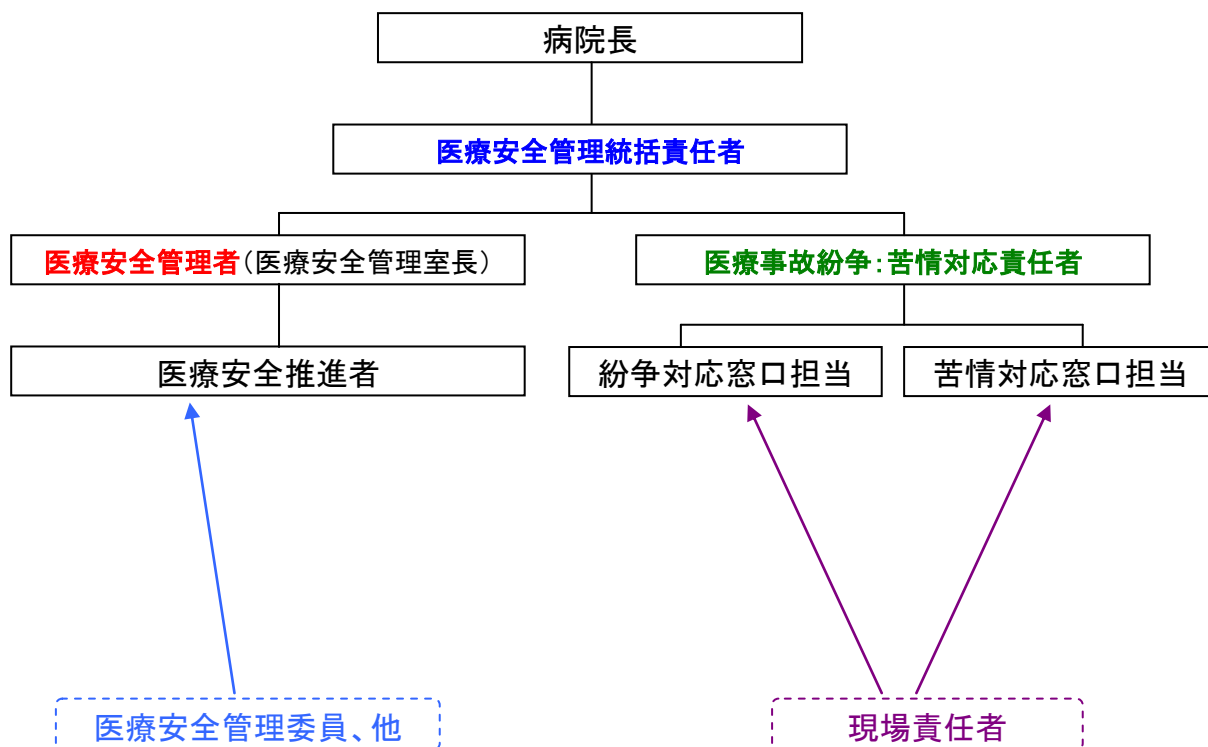 病院長
医療安全管理統括責任者
医療安全管理者(医療安全管理室長)
医療事故紛争:苦情対応責任者
医療安全推進者
紛争対応窓口担当
苦情対応窓口担当
医療安全管理委員、他
現場責任者